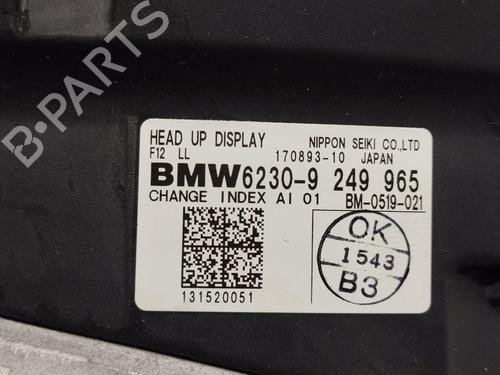 HEAD UP DISPLAY NIPPON SEIKI CO.,LTD
F12 LL 170893-10 JAPAN
BMW6230-9 249 965
CHANGE INDEX AI 01 BM-0519-021
OK
1543
B3
131520051
B-PARTS